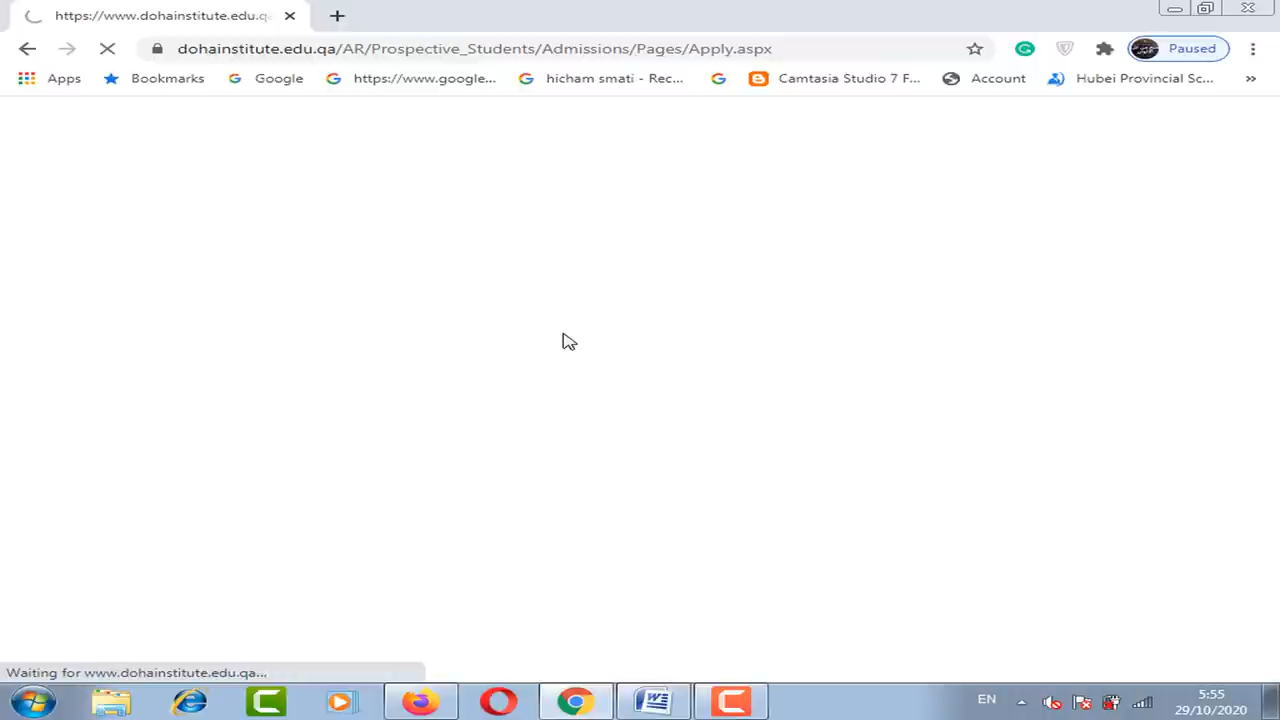 https://www.dohainstitute.edu.qa
dohainstitute.edu.qa/AR/Prospective_Students/Admissions/Pages/Apply.aspx
Paused
Apps
Bookmarks
Google
https://www.google...
hicham smati - Rec...
Camtasia Studio 7 F...
Account
Hubei Provincial Sc...
»
Waiting for www.dohainstitute.edu.qa...
EN
5:55
29/10/2020